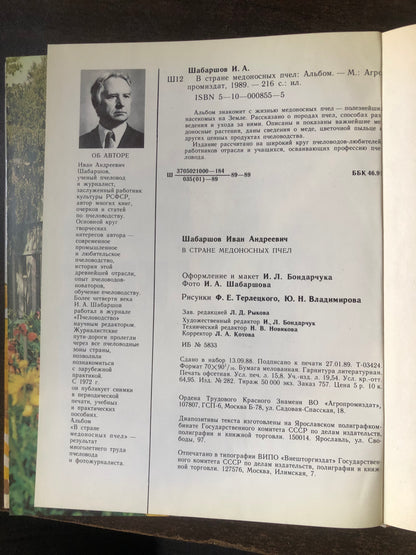 ОБ АВТОРЕ
Иван Андреевич
Шабаршов,
ученый пчеловод
и журналист,
заслуженный работник
культуры РСФСР,
автор многих книг,
очерков и статей
по пчеловодству.
Основной круг
творческих
интересов автора —
современное
промышленное
и любительское
пчеловодство,
история этой
древнейшей отрасли,
опыт пчеловодов-
новаторов,
обучение пчеловодству.
Более четверти века
И. А. Шабаршов
работал в журнале
«Пчеловодство»
научным редактором.
Журналистские
пути-дороги пролегли
через все пчеловодные
зоны страны,
позволили
познакомиться
с зарубежной
практикой.
С 1972 г.
он публикует снимки
в периодической
печати, учебных
и практических
пособиях.
Альбом
«В стране
медоносных пчел» —
результат
многолетнего труда
пчеловода
и фотожурналиста.
Шабаршов И. А.
Ш12 В стране медоносных пчел: Альбом. — М.: Агро
промиздат, 1989. — 216 с.: ил.
ISBN 5—10—000855—5
Альбом знакомит с жизнью медоносных пчел — полезнейши
насекомых на Земле. Рассказано о породах пчел, способах раз
ведения и ухода за ними. Описаны и показаны важнейшие ме
доносные растения, даны сведения о меде, цветочной пыльце и
других ценных продуктах пчеловодства.
Издание рассчитано на широкий круг пчеловодов-любителей
работников отрасли и учащихся, осваивающих профессию пче
ловода.
Ш 3705021000—184
035(01)—89 —89—89 ББК 46.9
Шабаршов Иван Андреевич
В СТРАНЕ МЕДОНОСНЫХ ПЧЕЛ
Оформление и макет И. Л. Бондарчука
Фото И. А. Шабаршова
Рисунки Ф. Е. Терлецкого, Ю. Н. Владимирова
Зав. редакцией Л. Д. Рыкова
Художественный редактор И. Л. Бондарчук
Технический редактор Н. В. Новикова
Корректор Л. А. Котова
ИБ № 5833
Сдано в набор 13.09.88. Подписано к печати 27.01.89. Т-03424
Формат 70×90¹/₁₆. Бумага мелованная. Гарнитура литературная.
Печать офсетная. Усл. печ. л. 15,8. Уч.-изд. л. 19,54. Усл. кр.-отт.
64,95. Изд. № 282. Тираж 50 000 экз. Заказ 757. Цена 5 р. 10 к.
Ордена Трудового Красного Знамени ВО «Агропромиздат»,
107807, ГСП-6, Москва Б-78, ул. Садовая-Спасская, 18.
Диапозитивы текста изготовлены на Ярославском полиграфком-
бинате Государственного комитета СССР по делам издательств,
полиграфии и книжной торговли. 150014, Ярославль, ул. Сво-
боды, 97.
Отпечатано в типографии ВИПО «Внешторгиздат» Государствен-
ного комитета СССР по делам издательств, полиграфии и книж-
ной торговли. 127576, Москва, Илимская, 7.